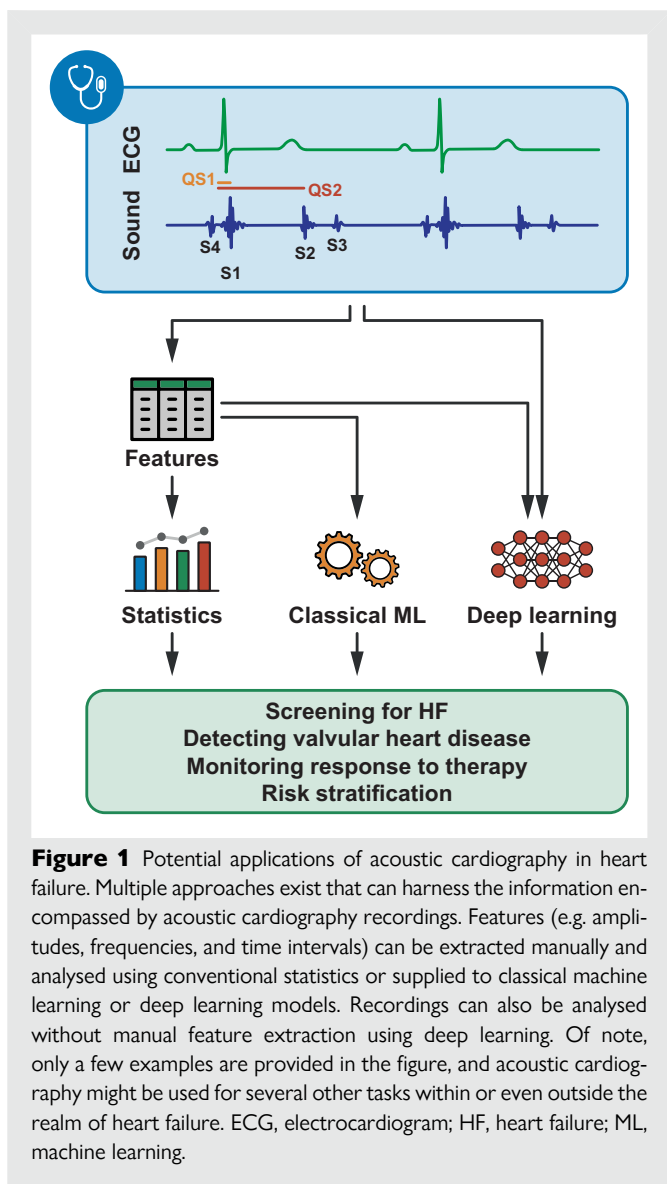 ECG
Sound
QS1
QS2
S4
S1
S2
S3
Features
Statistics
Classical ML
Deep learning
Screening for HF
Detecting valvular heart disease
Monitoring response to therapy
Risk stratification
Figure 1 Potential applications of acoustic cardiography in heart
failure. Multiple approaches exist that can harness the information en-
compassed by acoustic cardiography recordings. Features (e.g. ampli-
tudes, frequencies, and time intervals) can be extracted manually and
analysed using conventional statistics or supplied to classical machine
learning or deep learning models. Recordings can also be analysed
without manual feature extraction using deep learning. Of note,
only a few examples are provided in the figure, and acoustic cardiog-
raphy might be used for several other tasks within or even outside the
realm of heart failure. ECG, electrocardiogram; HF, heart failure; ML,
machine learning.